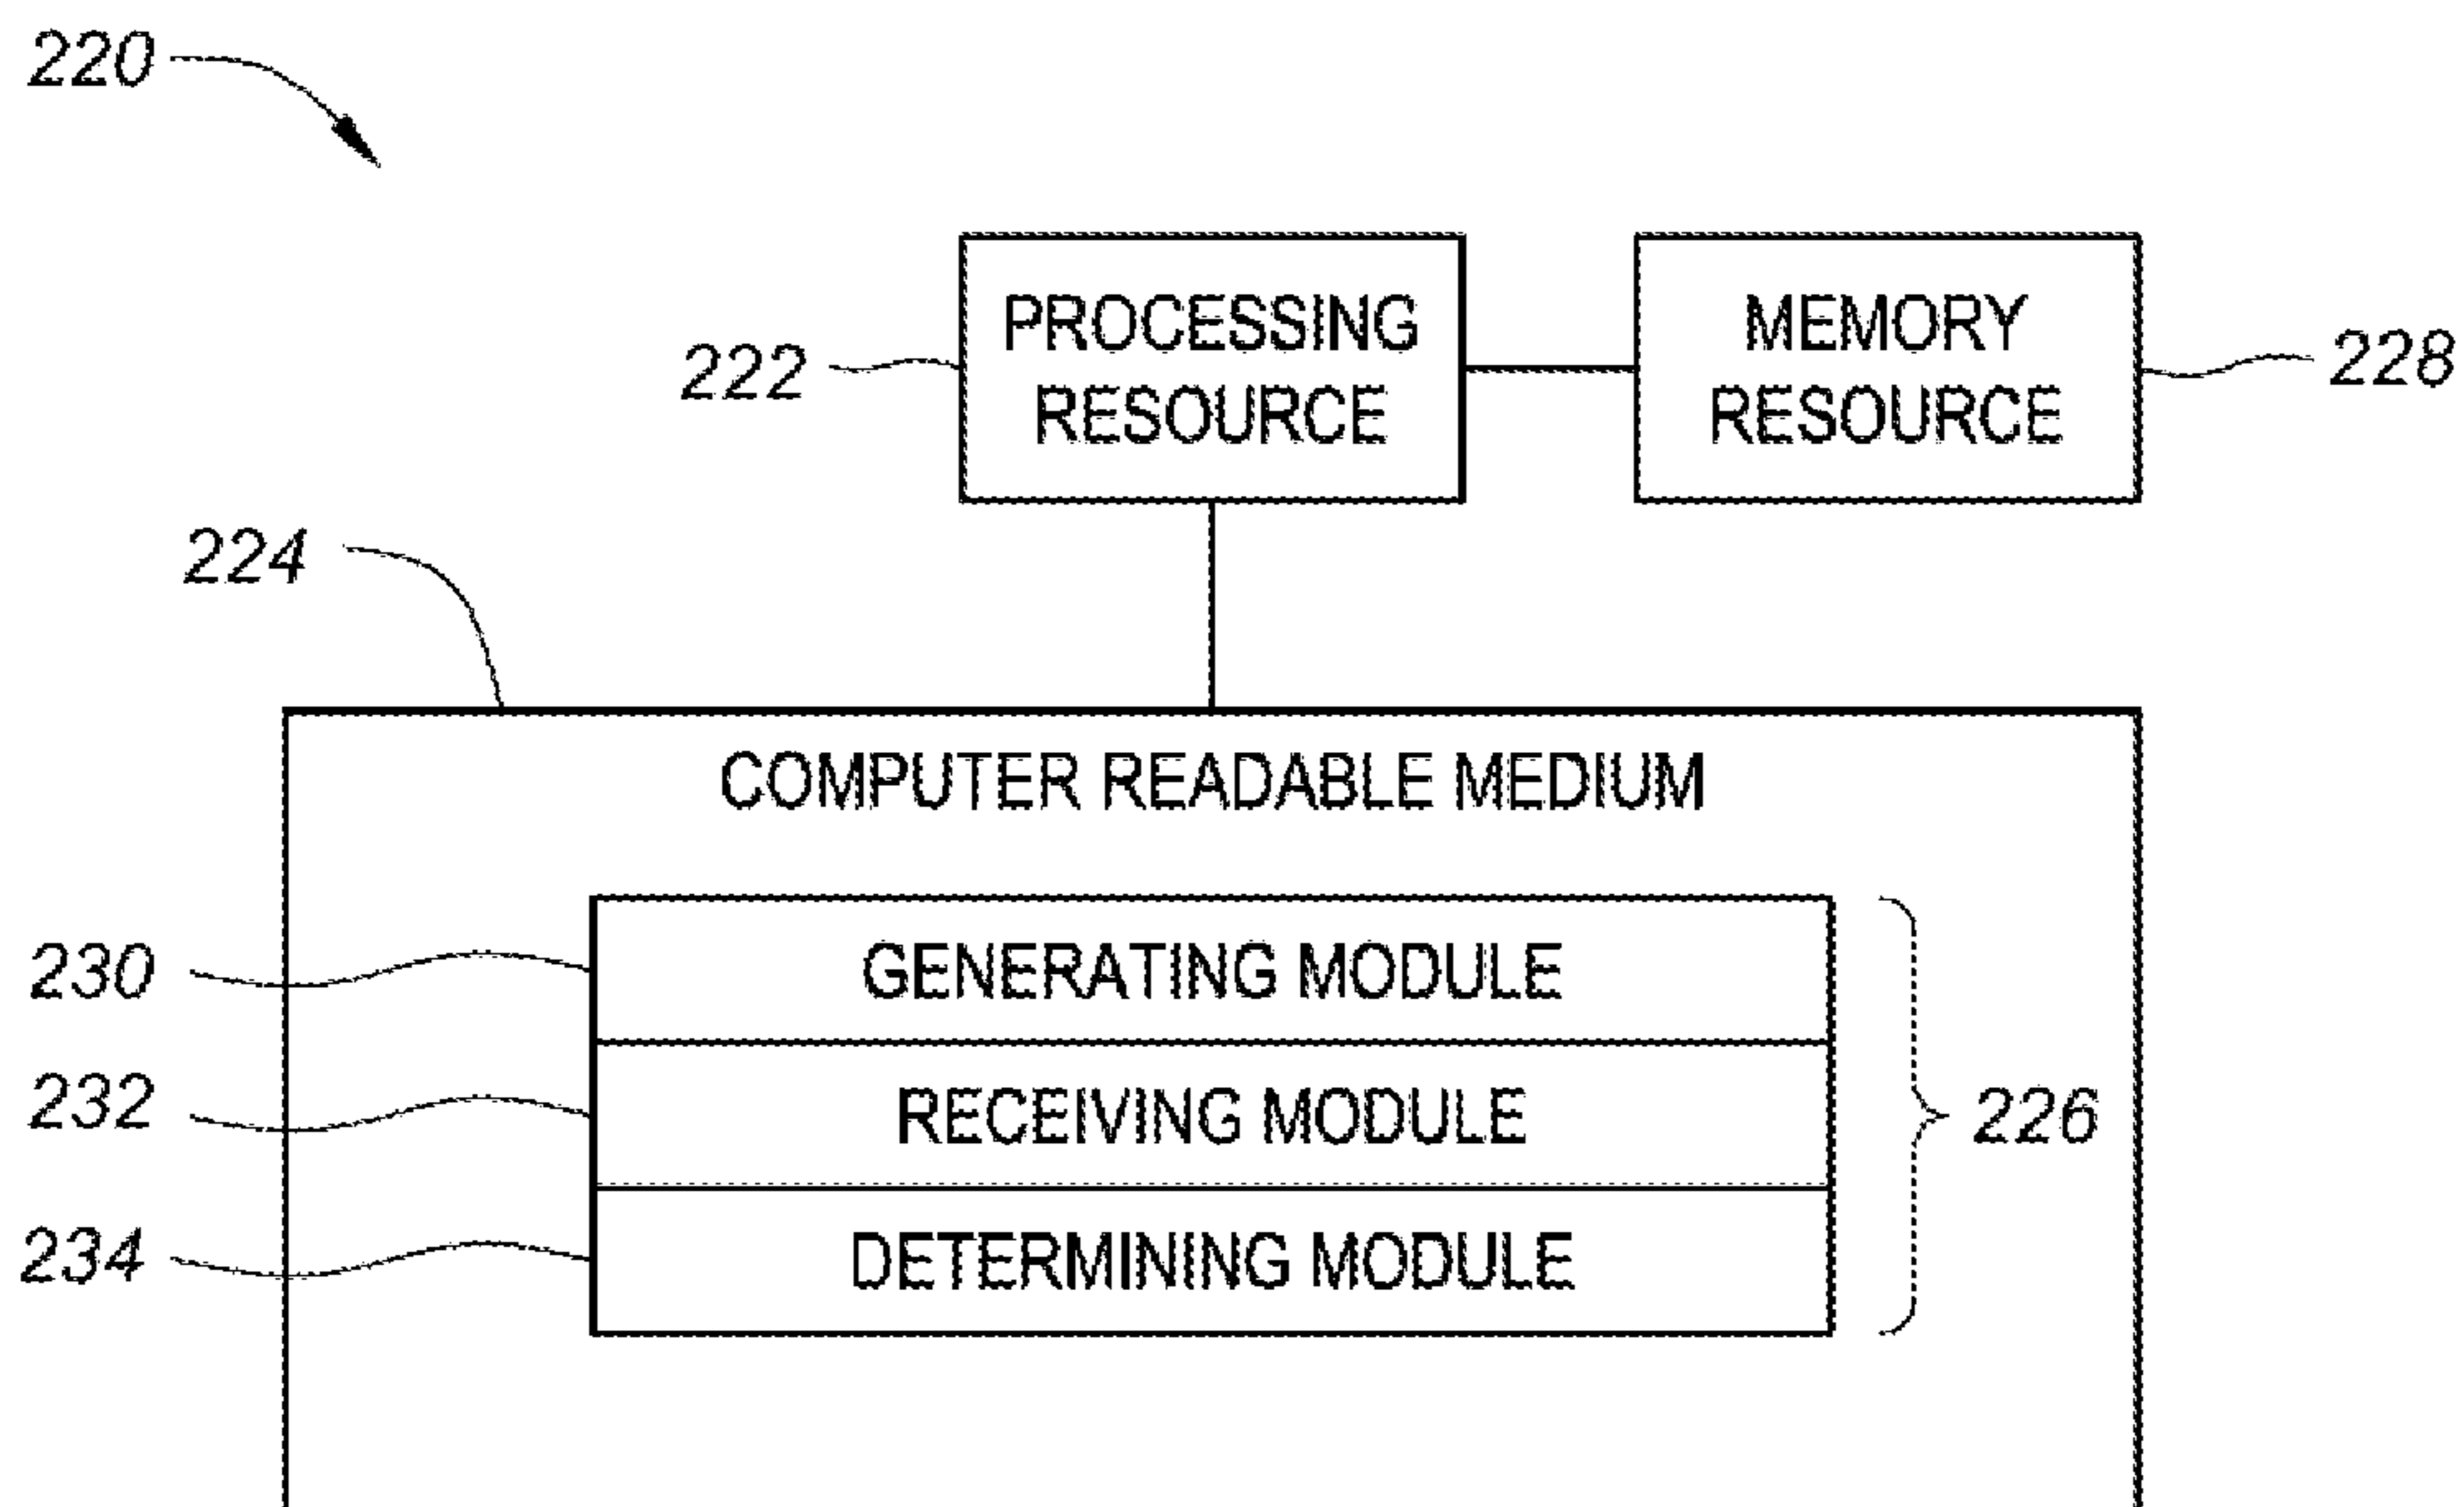 220
PROCESSING
RESOURCE
MEMORY
RESOURCE
222
228
224
COMPUTER READABLE MEDIUM
230
GENERATING MODULE
232
RECEIVING MODULE
226
234
DETERMINING MODULE